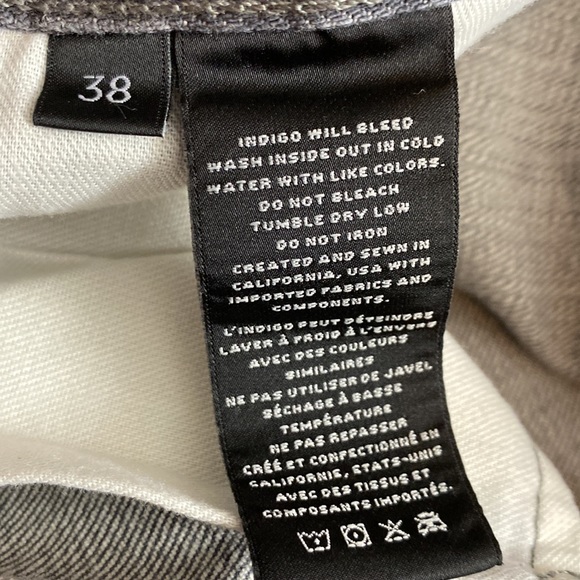 38
INDIGO WILL BLEED
WASH INSIDE OUT IN COLD
WATER WITH LIKE COLORS.
DO NOT BLEACH
TUMBLE DRY LOW
DO NOT IRON
CREATED AND SEWN IN
CALIFORNIA, USA WITH
IMPORTED FABRICS AND
COMPONENTS.
L'INDIGO PEUT DÉTEINDRE
LAVER À FROID À L'ENVERS
AVEC DES COULEURS
SIMILAIRES
NE PAS UTILISER DE JAVEL
SÉCHAGE À BASSE
TEMPÉRATURE
NE PAS REPASSER
CRÉÉ ET CONFECTIONNÉ EN
CALIFORNIE, ETATS-UNIS
AVEC DES TISSUS ET
COMPOSANTS IMPORTÉS.